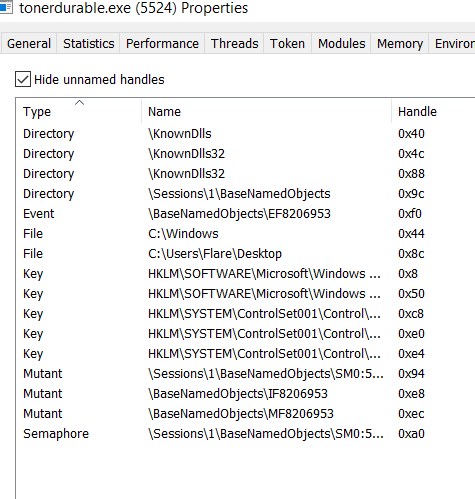 tonerdurable.exe (5524) Properties
General Statistics Performance Threads Token Modules Memory Environ
Hide unnamed handles
Type Name Handle
Directory \KnownDlls 0x40
Directory \KnownDlls32 0x4c
Directory \KnownDlls32 0x88
Directory \Sessions\1\BaseNamedObjects 0x9c
Event \BaseNamedObjects\EF8206953 0xf0
File C:\Windows 0x44
File C:\Users\Flare\Desktop 0x8c
Key HKLM\SOFTWARE\Microsoft\Windows ... 0x8
Key HKLM\SOFTWARE\Microsoft\Windows ... 0x50
Key HKLM\SYSTEM\ControlSet001\Control\... 0xc8
Key HKLM\SYSTEM\ControlSet001\Control\... 0xe0
Key HKLM\SYSTEM\ControlSet001\Control\... 0xe4
Mutant \Sessions\1\BaseNamedObjects\SM0:5... 0x94
Mutant \BaseNamedObjects\IF8206953 0xe8
Mutant \BaseNamedObjects\MF8206953 0xec
Semaphore \Sessions\1\BaseNamedObjects\SM0:5... 0xa0